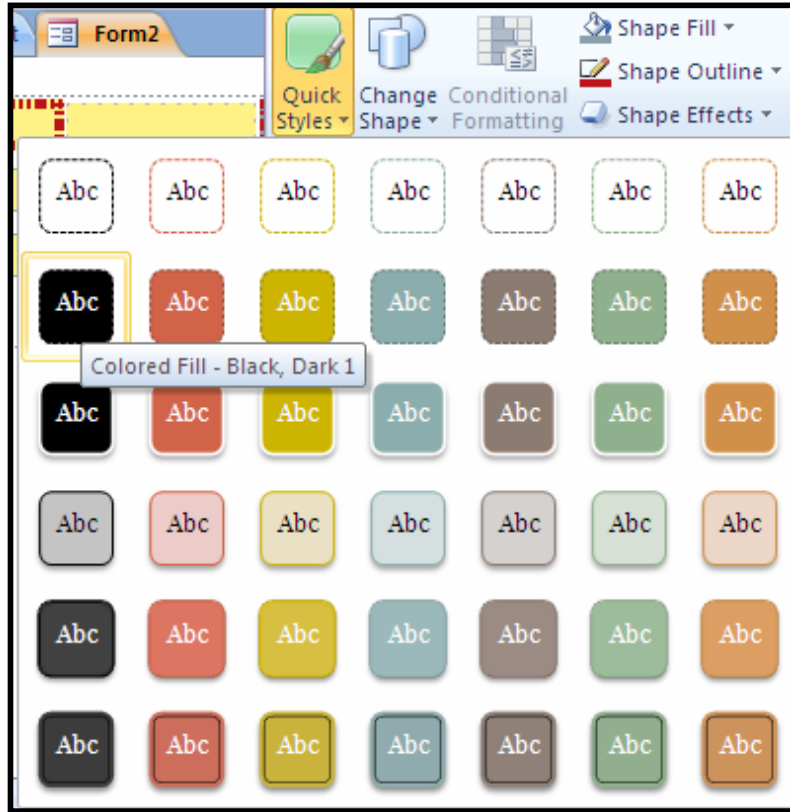 Form2
Quick Styles
Change Shape
Conditional Formatting
Shape Fill
Shape Outline
Shape Effects
Abc Abc Abc Abc Abc Abc Abc
Abc Abc Abc Abc Abc Abc Abc
Colored Fill - Black, Dark 1
Abc Abc Abc Abc Abc Abc Abc
Abc Abc Abc Abc Abc Abc Abc
Abc Abc Abc Abc Abc Abc Abc
Abc Abc Abc Abc Abc Abc Abc